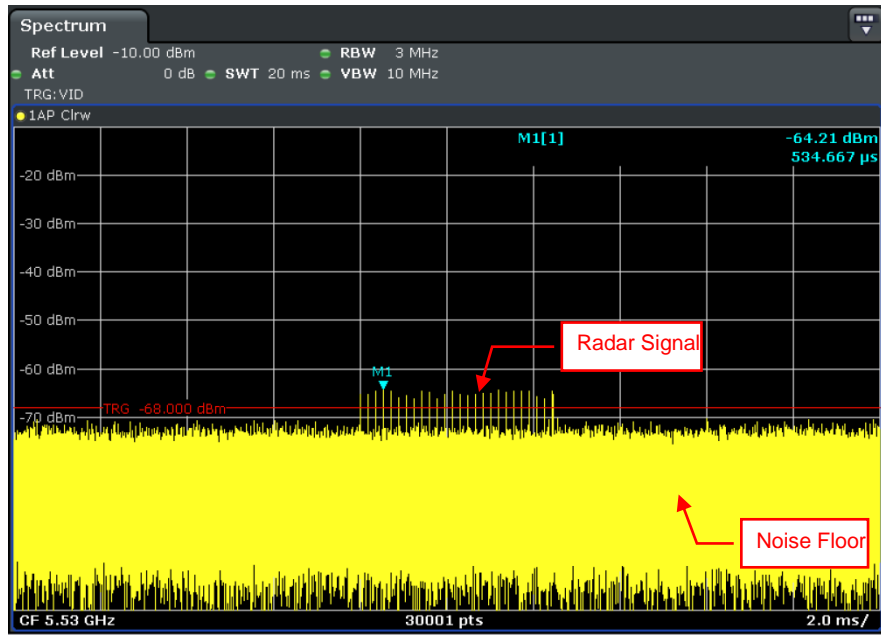 Spectrum
Ref Level -10.00 dBm RBW 3 MHz
Att 0 dB SWT 20 ms VBW 10 MHz
TRG:VID
1AP Clrw
M1[1] -64.21 dBm
534.667 µs
-20 dBm
-30 dBm
-40 dBm
-50 dBm
Radar Signal
-60 dBm
M1
TRG -68.000 dBm
-70 dBm
Noise Floor
CF 5.53 GHz 30001 pts 2.0 ms/